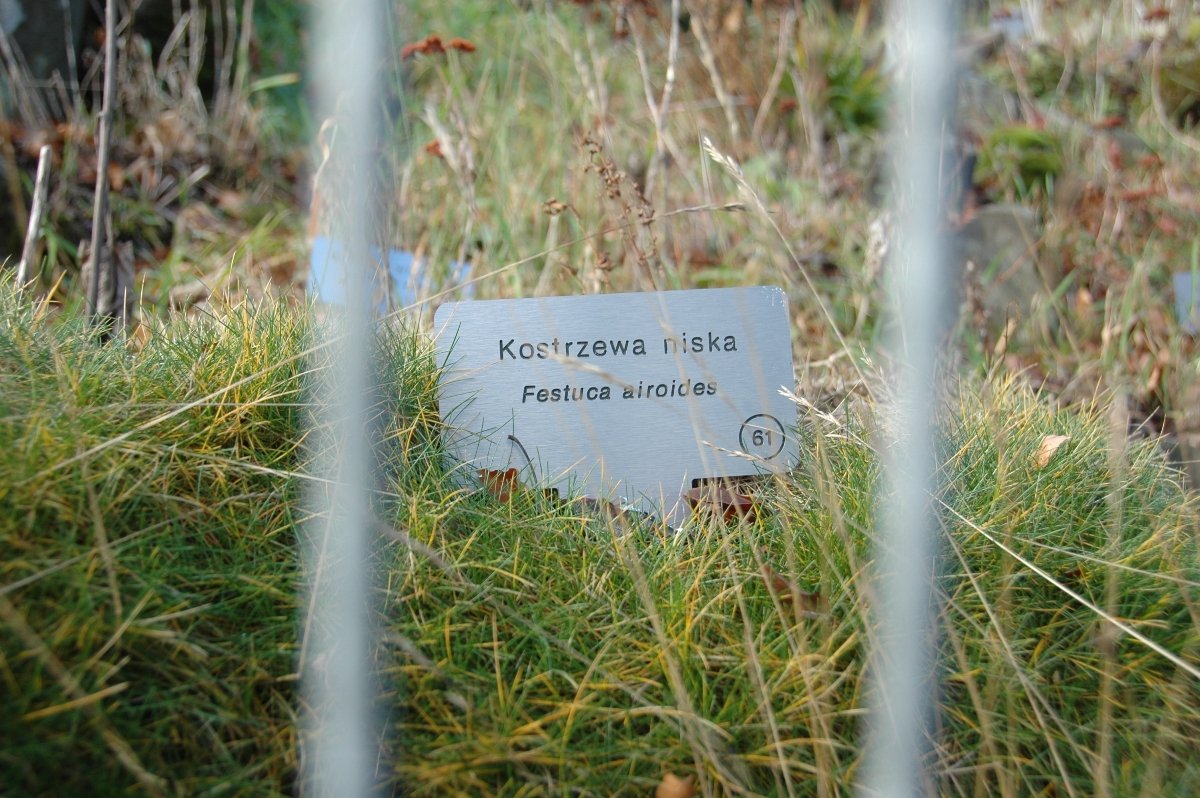 Kostrzewa niska
Festuca airoides
61